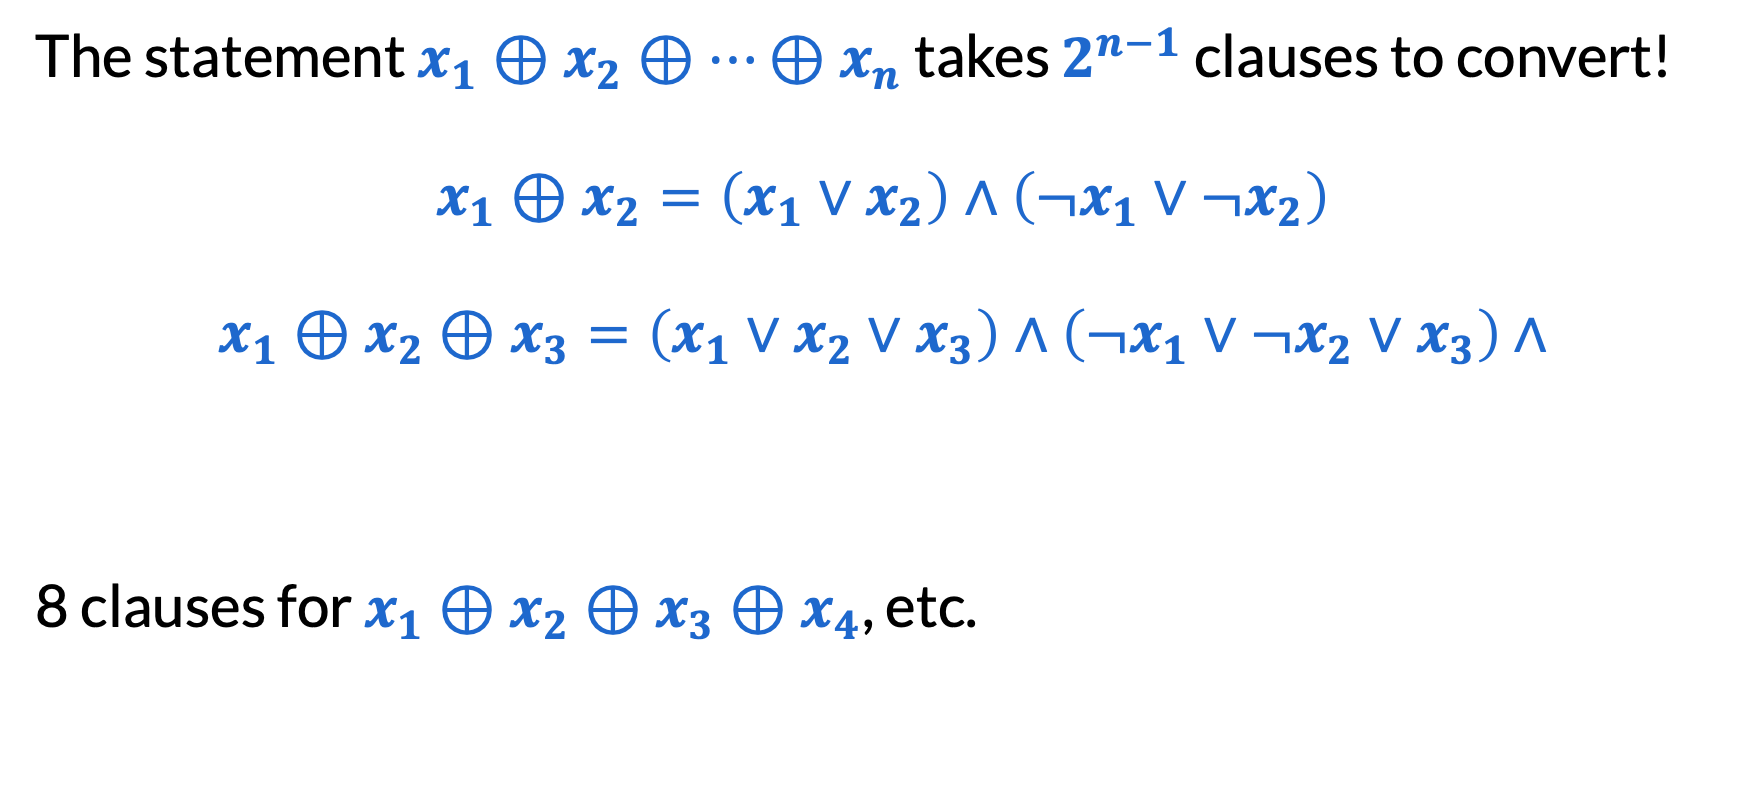 The statement x₁ ⊕ x₂ ⊕ ⋯ ⊕ xₙ takes 2ⁿ⁻¹ clauses to convert!
x₁ ⊕ x₂ = (x₁ ∨ x₂) ∧ (¬x₁ ∨ ¬x₂)
x₁ ⊕ x₂ ⊕ x₃ = (x₁ ∨ x₂ ∨ x₃) ∧ (¬x₁ ∨ ¬x₂ ∨ x₃) ∧
8 clauses for x₁ ⊕ x₂ ⊕ x₃ ⊕ x₄, etc.